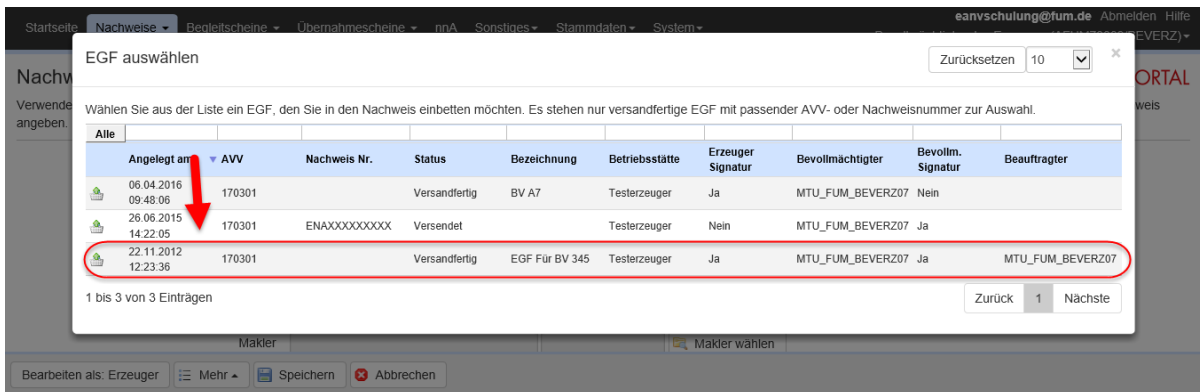 eanvschulung@fum.de Abmelden Hilfe
Startseite Nachweise Begleitscheine Übernahmescheine nnA Sonstiges Stammdaten System
EVERZ)
EGF auswählen
Zurücksetzen 10 ×
Nachw
ORTAL
Verwende
weis
angeben.
Wählen Sie aus der Liste ein EGF, den Sie in den Nachweis einbetten möchten. Es stehen nur versandfertige EGF mit passender AVV- oder Nachweisnummer zur Auswahl.
Alle
Angelegt am AVV Nachweis Nr. Status Bezeichnung Betriebsstätte Erzeuger Signatur Bevollmächtigter Bevollm. Signatur Beauftragter
06.04.2016 09:48:06 170301 Versandfertig BV A7 Testerzeuger Ja MTU_FUM_BEVERZ07 Nein
26.06.2015 14:22:05 170301 ENAXXXXXXXXX Versendet Testerzeuger Nein MTU_FUM_BEVERZ07 Ja
22.11.2012 12:23:36 170301 Versandfertig EGF Für BV 345 Testerzeuger Ja MTU_FUM_BEVERZ07 Ja MTU_FUM_BEVERZ07
1 bis 3 von 3 Einträgen
Zurück 1 Nächste
Makler Makler wählen
Bearbeiten als: Erzeuger Mehr Speichern Abbrechen